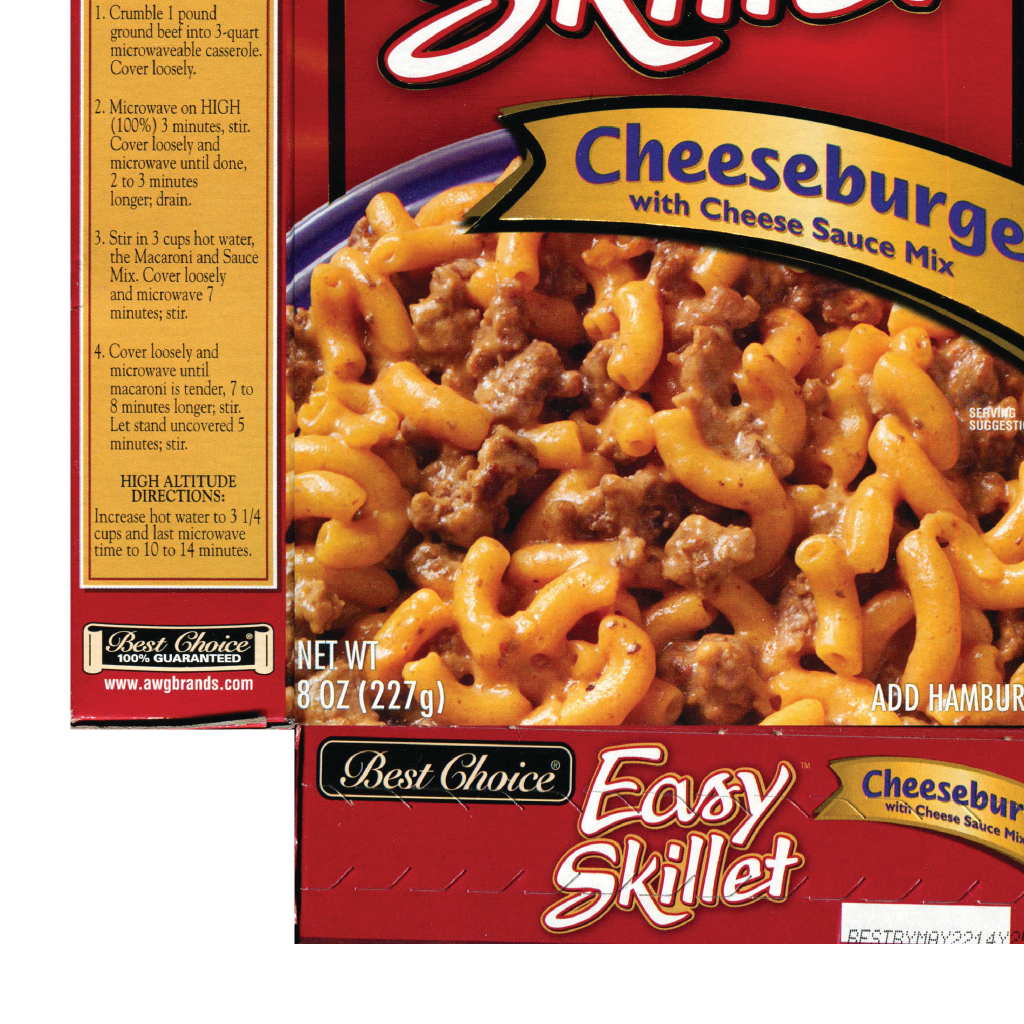 1. Crumble 1 pound
ground beef into 3-quart
microwaveable casserole.
Cover loosely.
2. Microwave on HIGH
(100%) 3 minutes, stir.
Cover loosely and
microwave until done,
2 to 3 minutes
longer; drain.
3. Stir in 3 cups hot water,
the Macaroni and Sauce
Mix. Cover loosely
and microwave 7
minutes; stir.
4. Cover loosely and
microwave until
macaroni is tender, 7 to
8 minutes longer; stir.
Let stand uncovered 5
minutes; stir.
HIGH ALTITUDE
DIRECTIONS:
Increase hot water to 3 1/4
cups and last microwave
time to 10 to 14 minutes.
Best Choice®
100% GUARANTEED
www.awgbrands.com
Skillet
Cheeseburge
with Cheese Sauce Mix
SERVING
SUGGESTI
NET WT
8 OZ (227g)
ADD HAMBUR
Best Choice®
Easy™
Skillet
Cheesebur
with Cheese Sauce Mix
BESTBYMAY2214Y